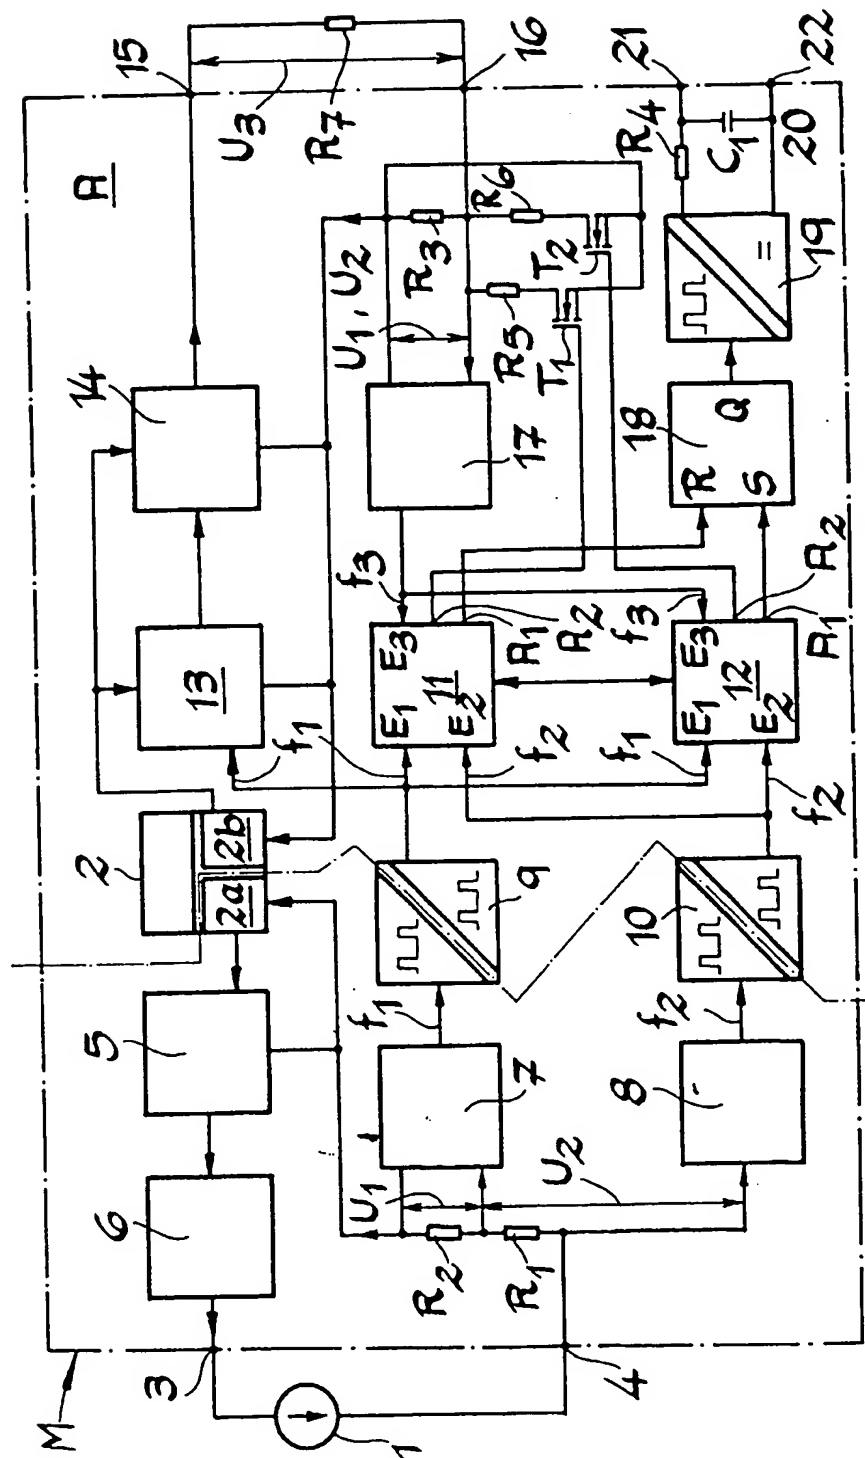 M
A
3
1
4
6
5
2
2a
2b
13
14
15
U3
R7
16
R2
R1
U1
U2
7
8
f1
f2
9
10
f1
f2
f1
f2
E1
E2
E3
11
f3
A1
A2
f3
E1
E2
E3
12
A1
A2
17
U1, U2
R3
R5
R6
T1
T2
18
R
S
Q
19
=
R4
C1
20
21
22